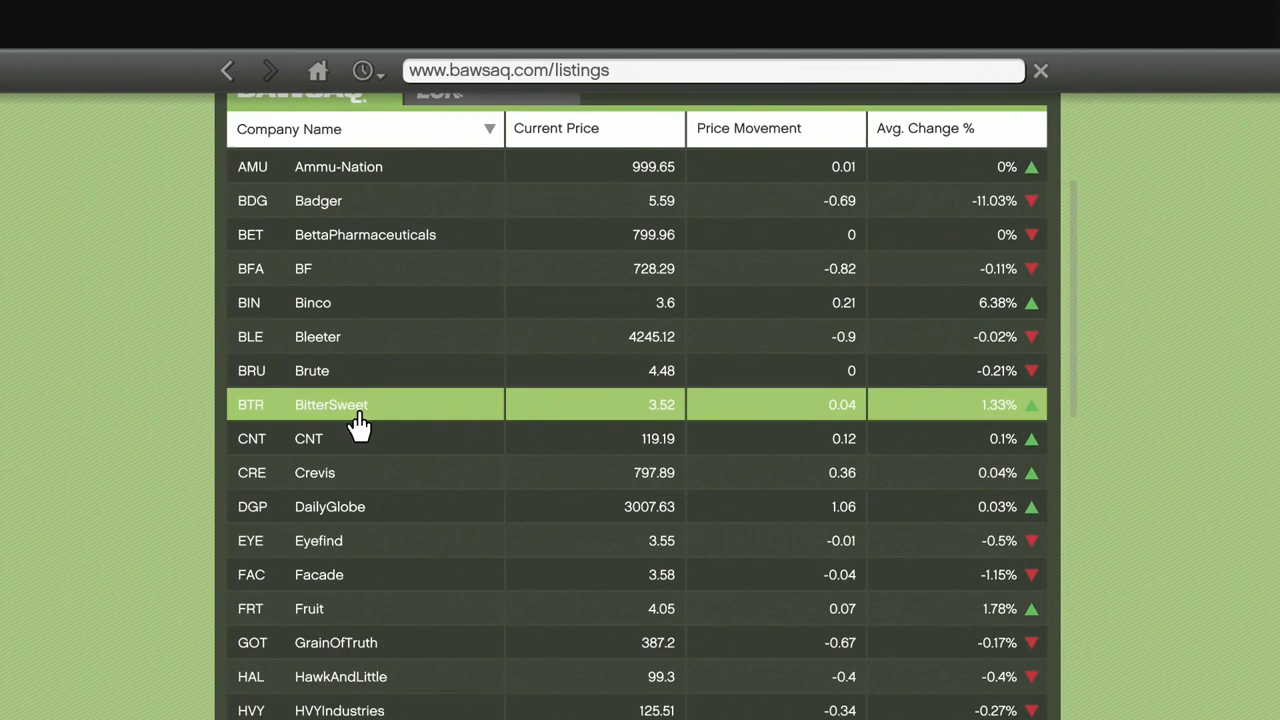 www.bawsaq.com/listings
BAWSAQ
Company Name Current Price Price Movement Avg. Change %
AMU Ammu-Nation 999.65 0.01 0%
BDG Badger 5.59 -0.69 -11.03%
BET BettaPharmaceuticals 799.96 0 0%
BFA BF 728.29 -0.82 -0.11%
BIN Binco 3.6 0.21 6.38%
BLE Bleeter 4245.12 -0.9 -0.02%
BRU Brute 4.48 0 -0.21%
BTR BitterSweet 3.52 0.04 1.33%
CNT CNT 119.19 0.12 0.1%
CRE Crevis 797.89 0.36 0.04%
DGP DailyGlobe 3007.63 1.06 0.03%
EYE Eyefind 3.55 -0.01 -0.5%
FAC Facade 3.58 -0.04 -1.15%
FRT Fruit 4.05 0.07 1.78%
GOT GrainOfTruth 387.2 -0.67 -0.17%
HAL HawkAndLittle 99.3 -0.4 -0.4%
HVY HVYIndustries 125.51 -0.34 -0.27%